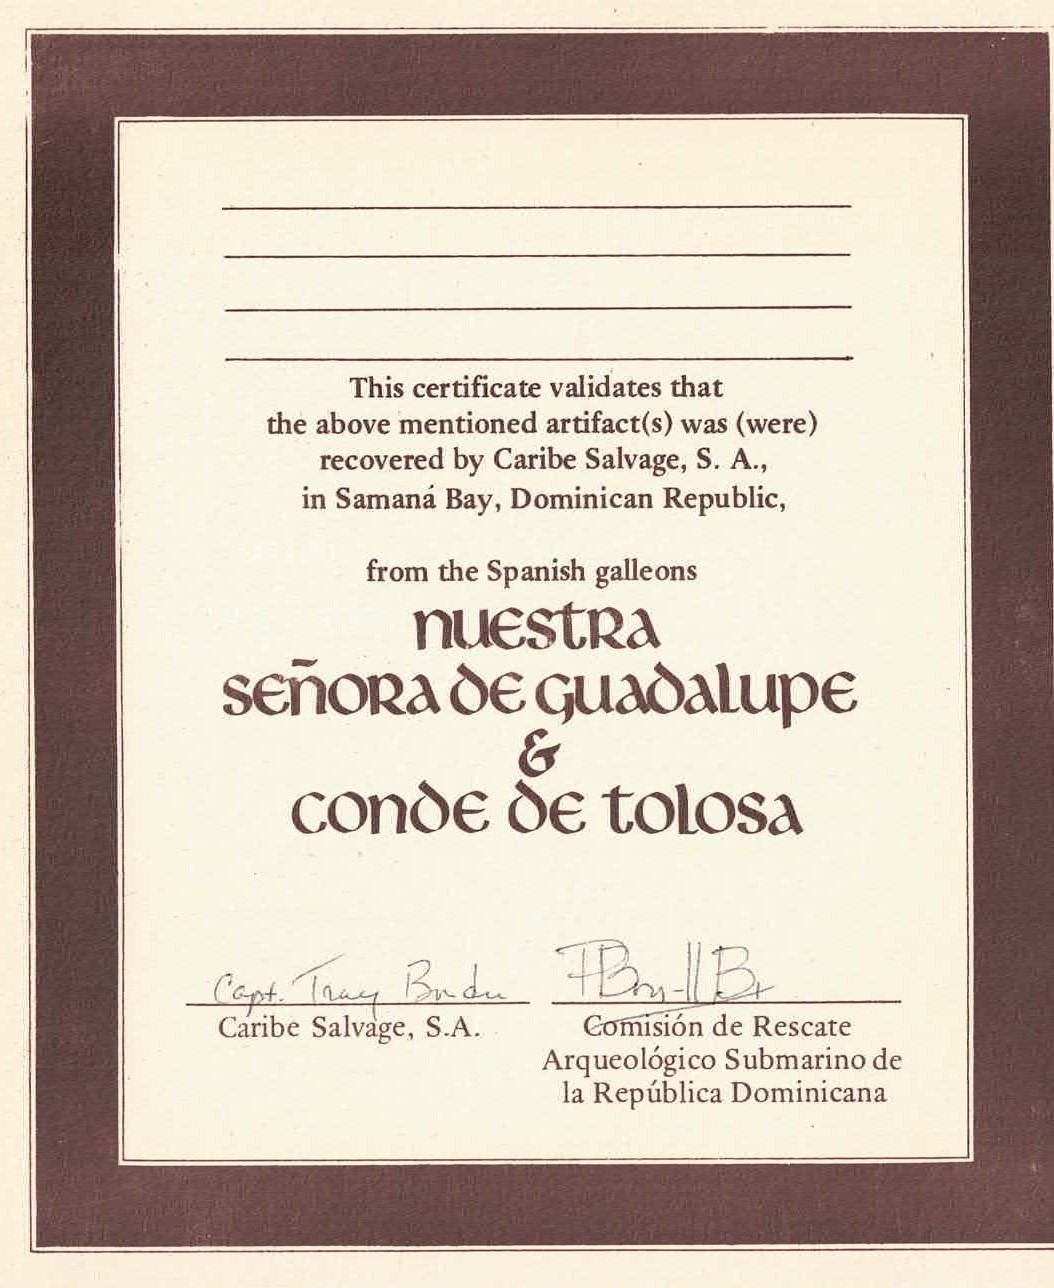 This certificate validates that
the above mentioned artifact(s) was (were)
recovered by Caribe Salvage, S. A.,
in Samaná Bay, Dominican Republic,
from the Spanish galleons
nuestra
señora de guadalupe
&
conde de tolosa
Capt. Tracy
Caribe Salvage, S.A.
Comisión de Rescate
Arqueológico Submarino de
la República Dominicana